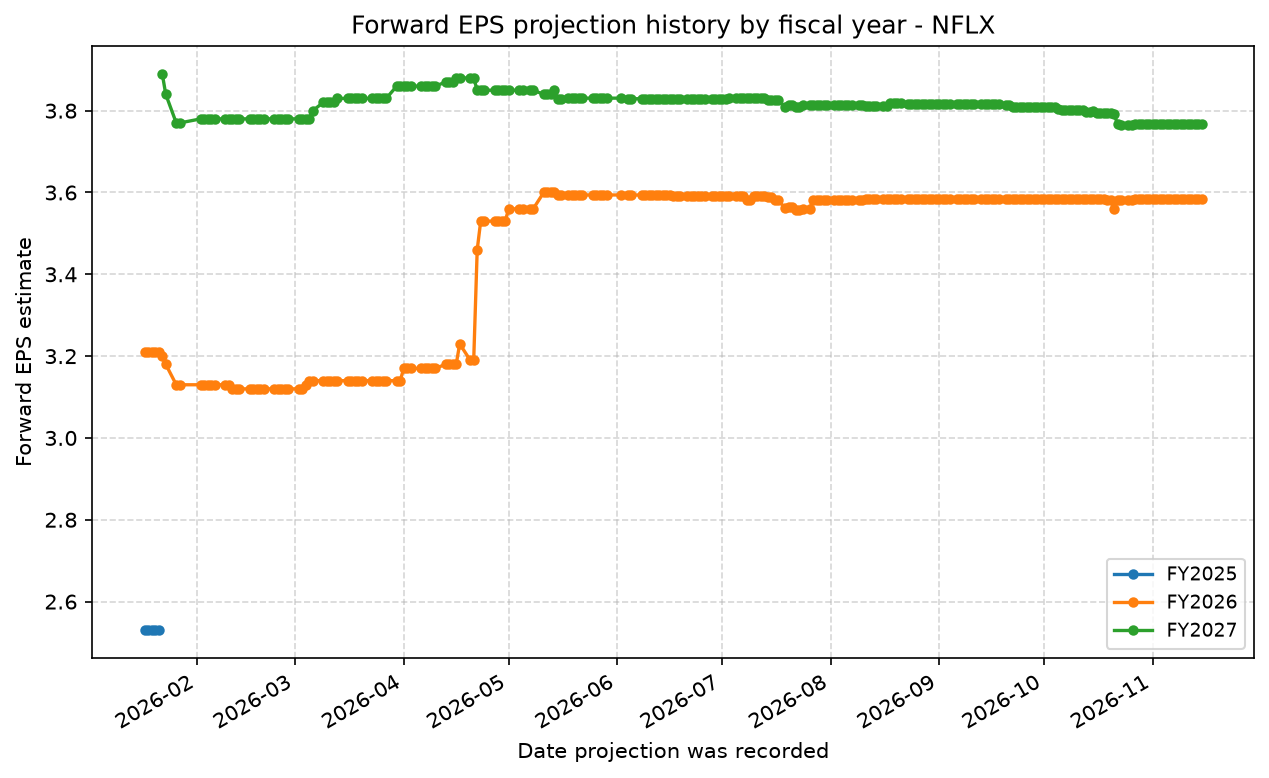 Forward EPS projection history by fiscal year - NFLX
Forward EPS estimate
3.8
3.6
3.4
3.2
3.0
2.8
2.6
FY2025
FY2026
FY2027
2026-02
2026-03
2026-04
2026-05
2026-06
2026-07
2026-08
2026-09
2026-10
2026-11
Date projection was recorded